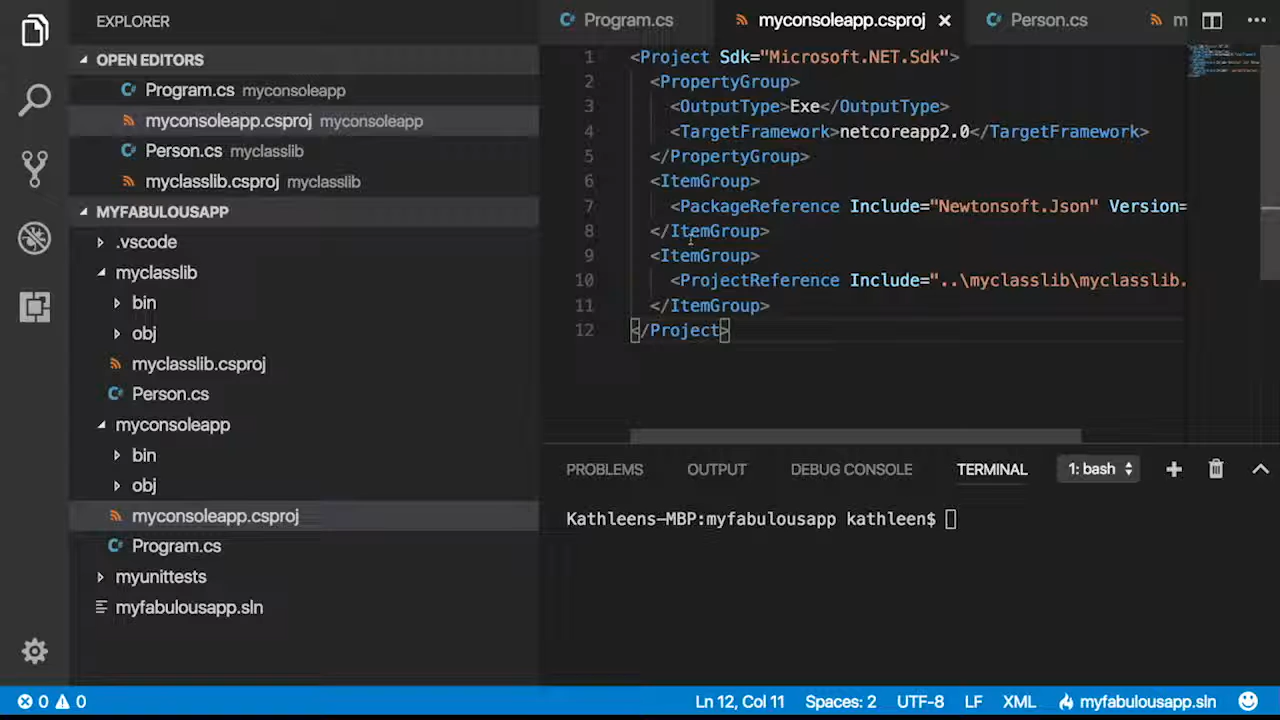 EXPLORER
OPEN EDITORS
Program.cs myconsoleapp
myconsoleapp.csproj myconsoleapp
Person.cs myclasslib
myclasslib.csproj myclasslib
MYFABULOUSAPP
.vscode
myclasslib
bin
obj
myclasslib.csproj
Person.cs
myconsoleapp
bin
obj
myconsoleapp.csproj
Program.cs
myunittests
myfabulousapp.sln
Program.cs myconsoleapp.csproj Person.cs m
1 <Project Sdk="Microsoft.NET.Sdk">
2 <PropertyGroup>
3 <OutputType>Exe</OutputType>
4 <TargetFramework>netcoreapp2.0</TargetFramework>
5 </PropertyGroup>
6 <ItemGroup>
7 <PackageReference Include="Newtonsoft.Json" Version=
8 </ItemGroup>
9 <ItemGroup>
10 <ProjectReference Include="..\myclasslib\myclasslib.
11 </ItemGroup>
12 </Project>
PROBLEMS OUTPUT DEBUG CONSOLE TERMINAL 1: bash
Kathleens-MBP:myfabulousapp kathleen$
0 0 Ln 12, Col 11 Spaces: 2 UTF-8 LF XML myfabulousapp.sln